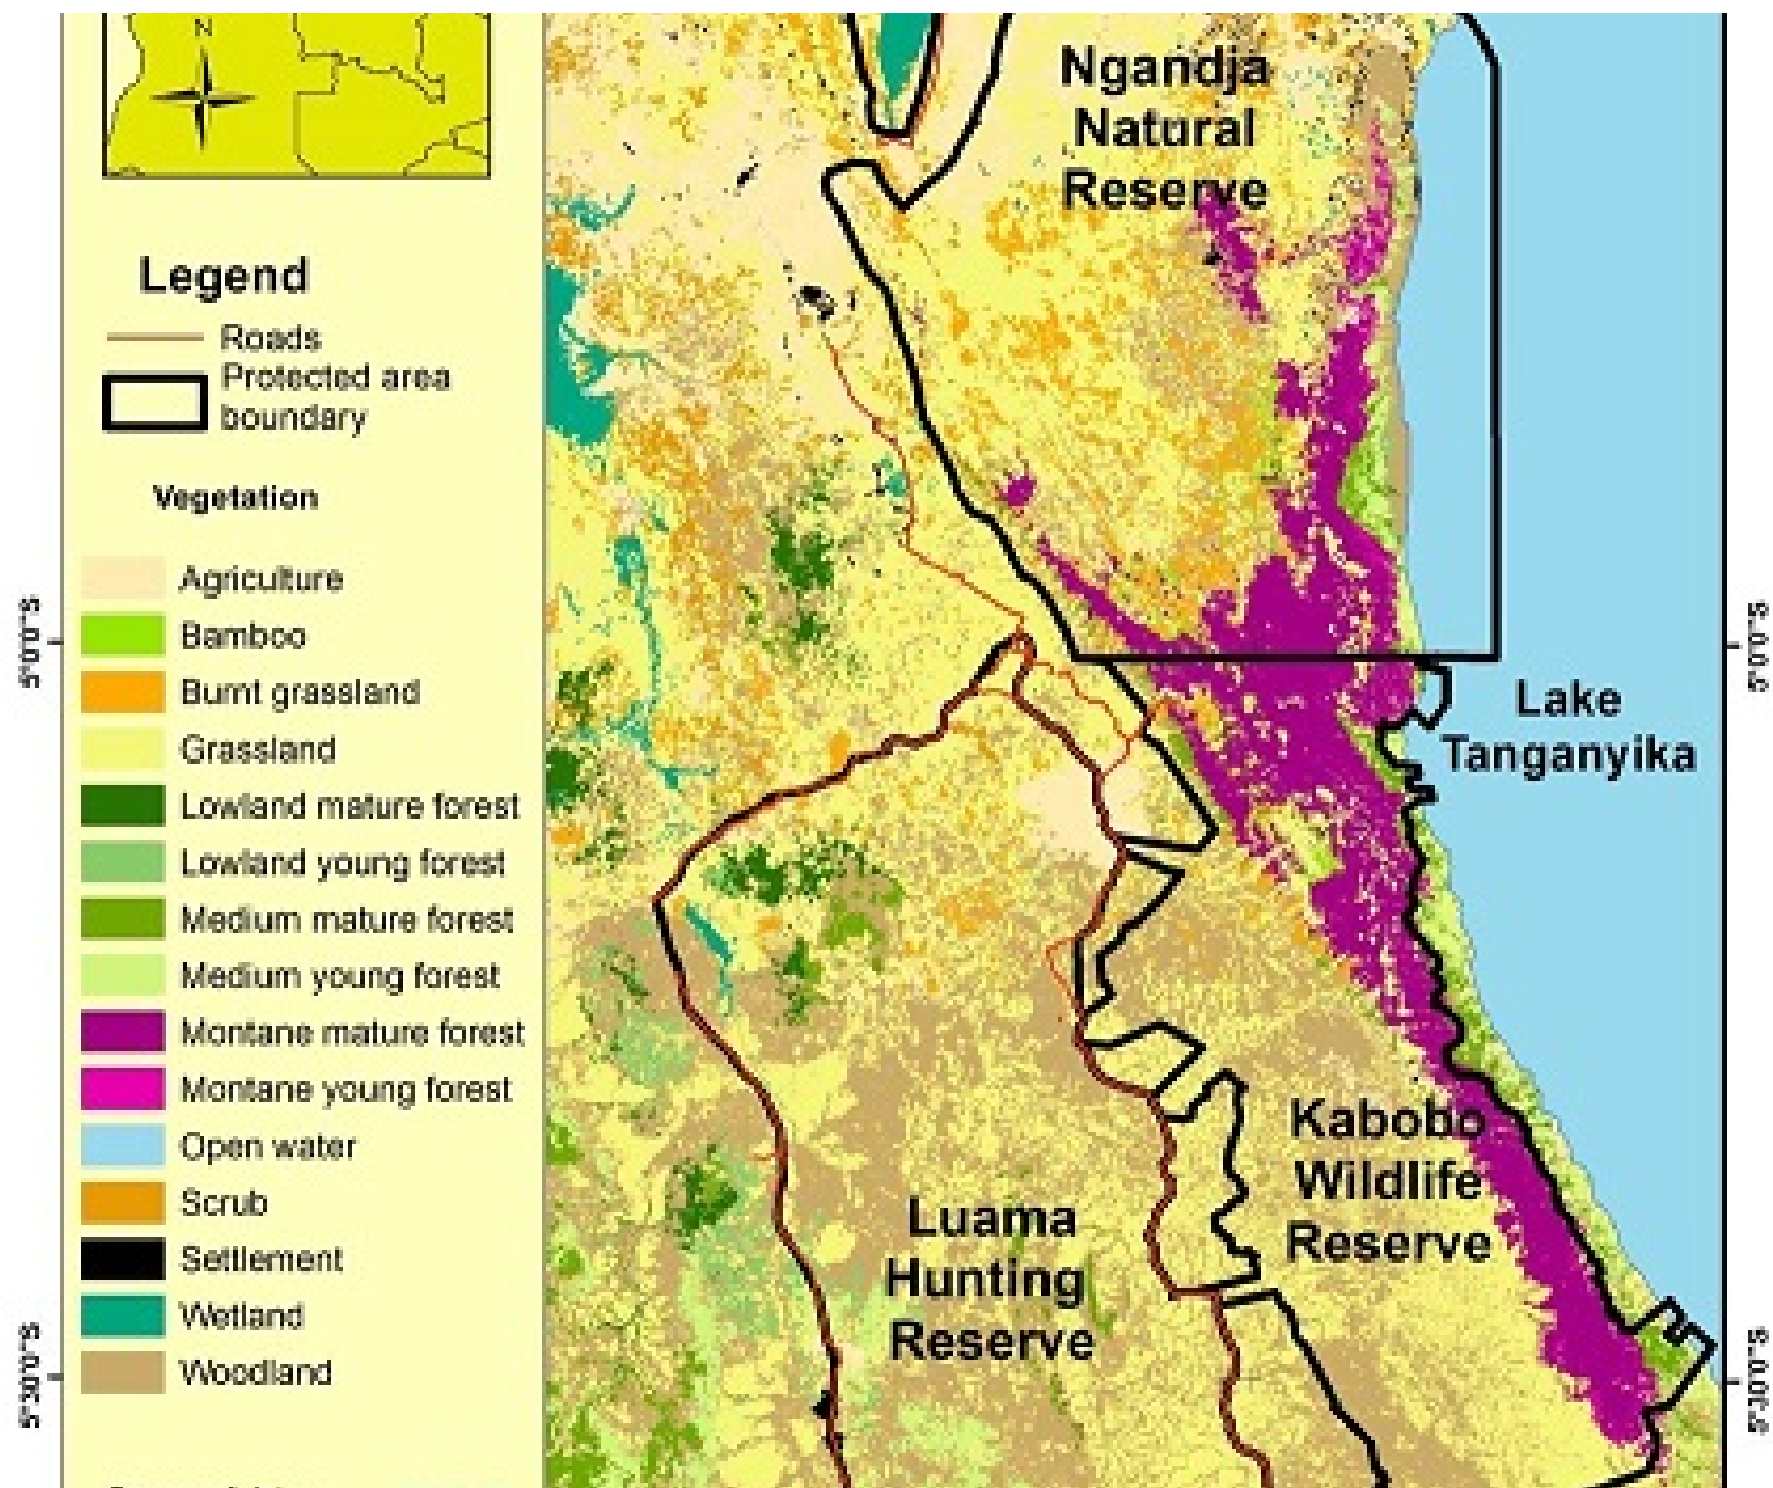 N
Legend
Roads
Protected area
boundary
Vegetation
Agriculture
Bamboo
Burnt grassland
Grassland
Lowland mature forest
Lowland young forest
Medium mature forest
Medium young forest
Montane mature forest
Montane young forest
Open water
Scrub
Settlement
Wetland
Woodland
5°0'0"S
5°30'0"S
Ngandja
Natural
Reserve
Lake
Tanganyika
Kabobo
Wildlife
Reserve
Luama
Hunting
Reserve
5°0'0"S
5°30'0"S